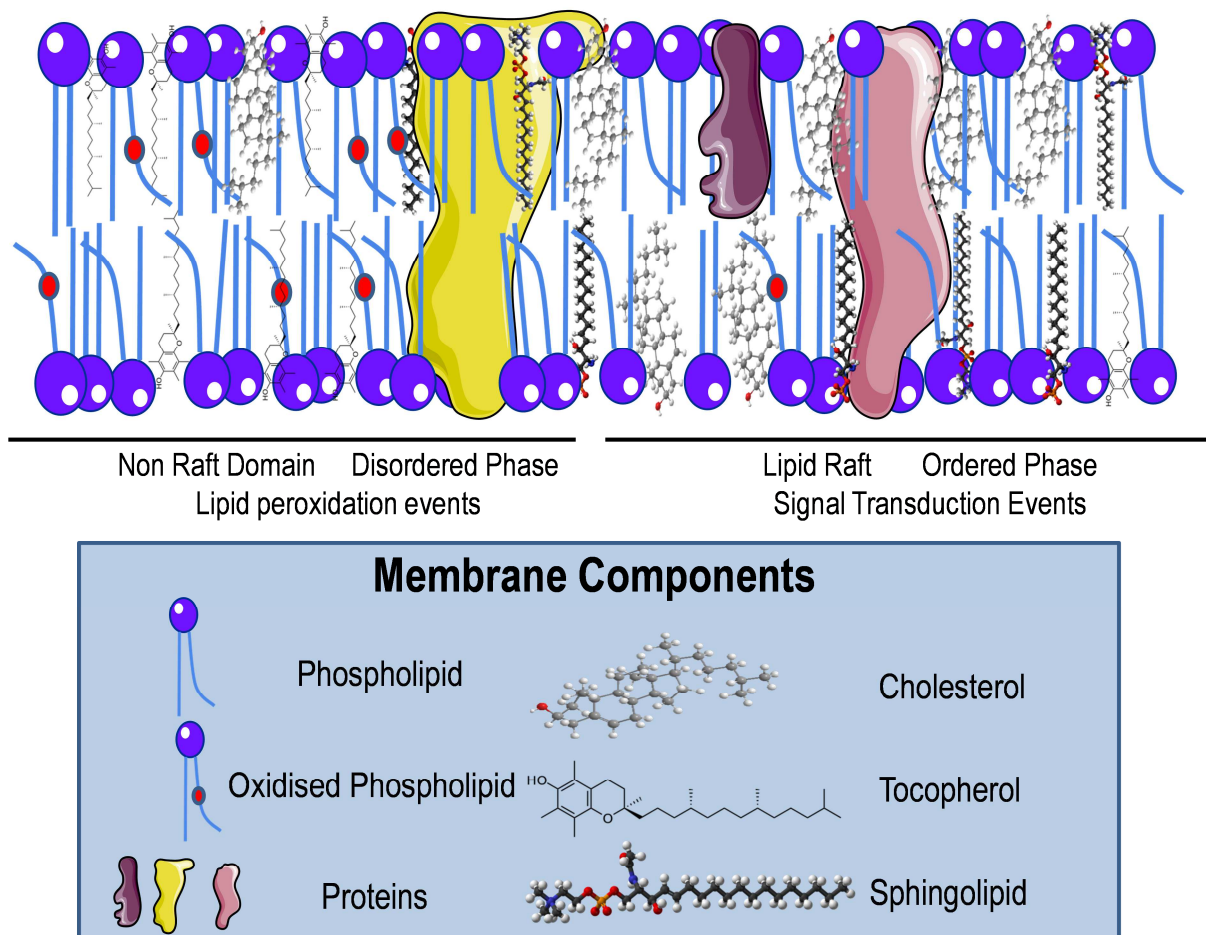 Non Raft Domain Disordered Phase
Lipid peroxidation events
Lipid Raft Ordered Phase
Signal Transduction Events
Membrane Components
Phospholipid
Cholesterol
Oxidised Phospholipid
HO
O
Tocopherol
Proteins
Sphingolipid